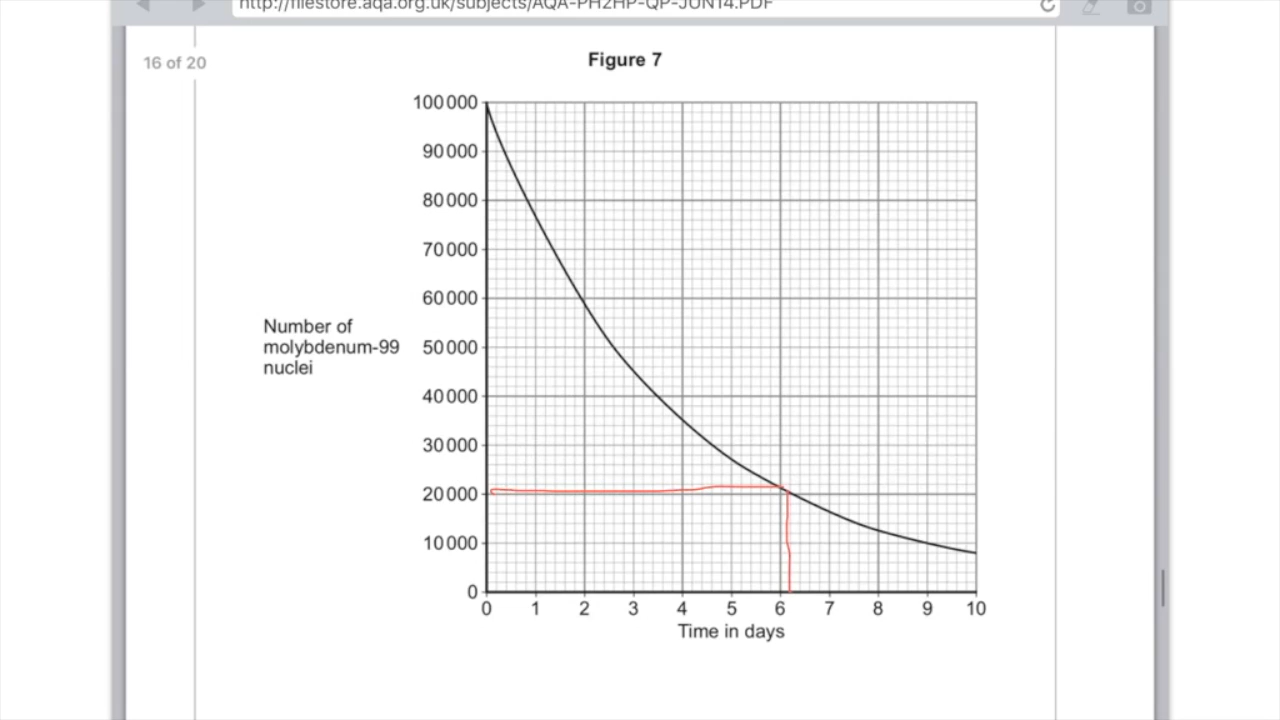 http://filestore.aqa.org.uk/subjects/AQA-PH2HP-QP-JUN14.PDF
16 of 20
Figure 7
100 000
90 000
80 000
70 000
60 000
Number of
molybdenum-99
nuclei
50 000
40 000
30 000
20 000
10 000
0
0 1 2 3 4 5 6 7 8 9 10
Time in days